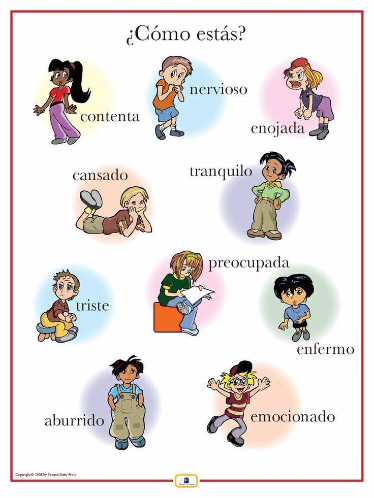 ¿Cómo estás?
contenta
nervioso
enojada
cansado
tranquilo
preocupada
triste
enfermo
aburrido
emocionado